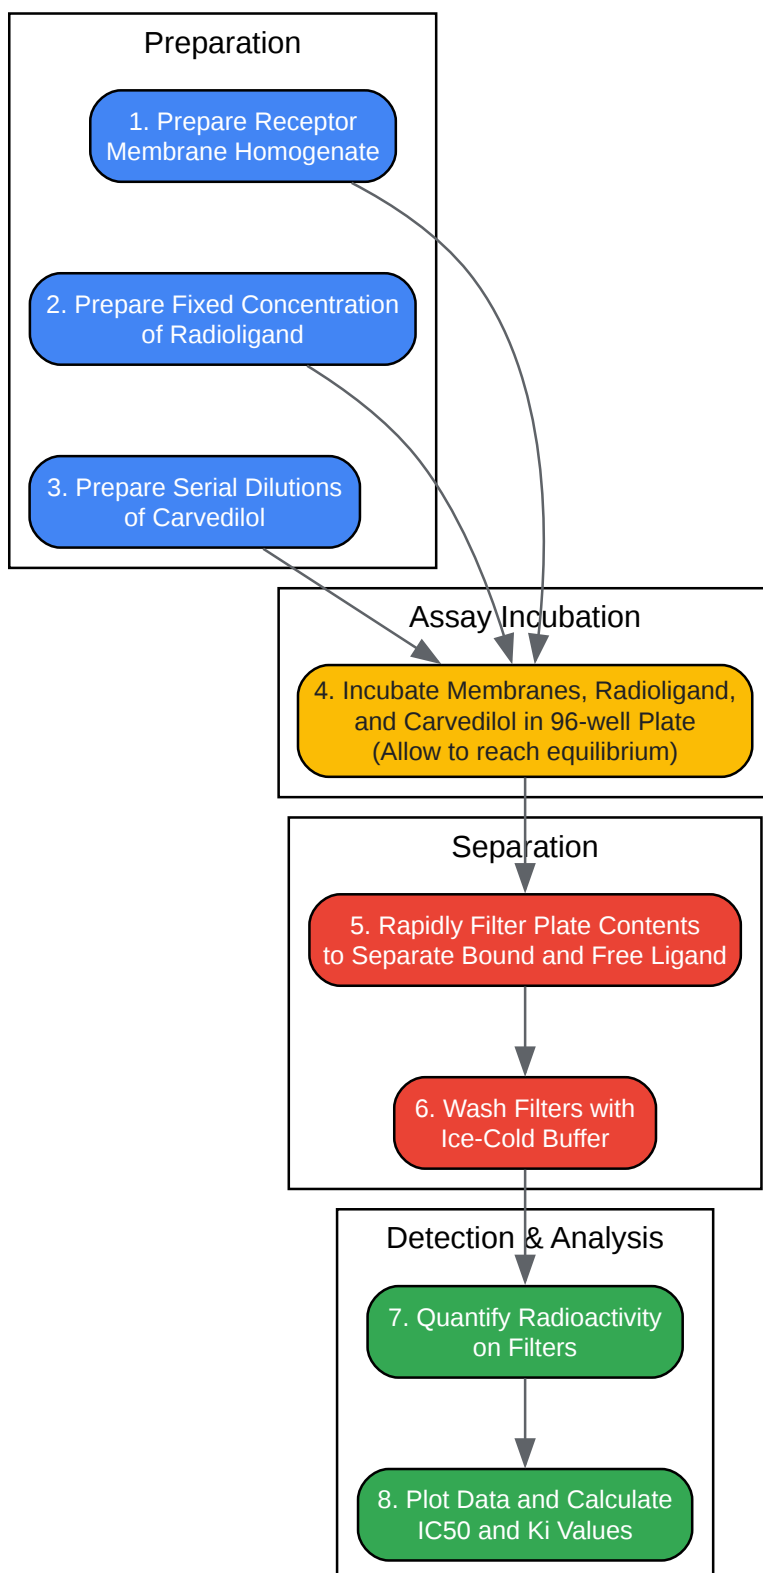 Preparation
1. Prepare Receptor
Membrane Homogenate
2. Prepare Fixed Concentration
of Radioligand
3. Prepare Serial Dilutions
of Carvedilol
Assay Incubation
4. Incubate Membranes, Radioligand,
and Carvedilol in 96-well Plate
(Allow to reach equilibrium)
Separation
5. Rapidly Filter Plate Contents
to Separate Bound and Free Ligand
6. Wash Filters with
Ice-Cold Buffer
Detection & Analysis
7. Quantify Radioactivity
on Filters
8. Plot Data and Calculate
IC50 and Ki Values